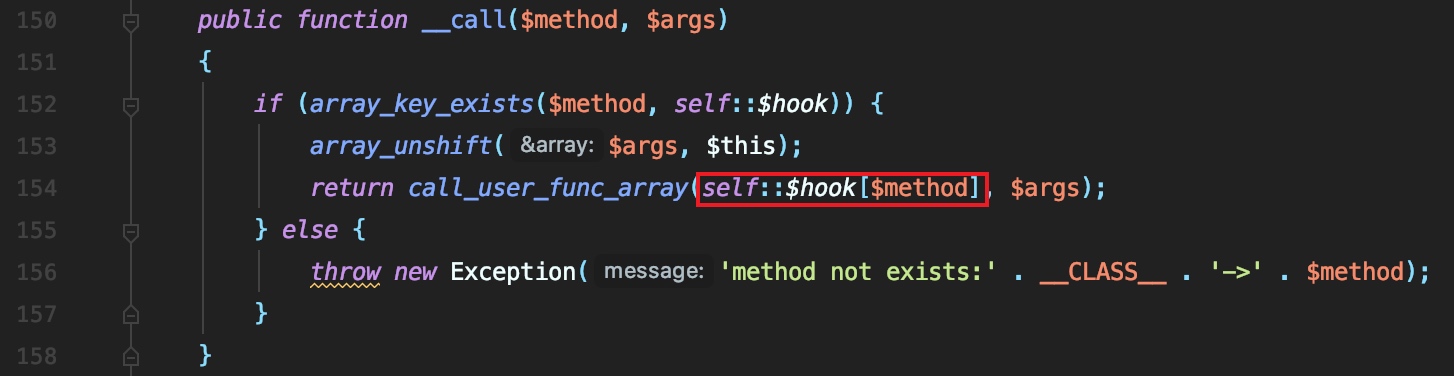 150 public function __call($method, $args)
151 {
152 if (array_key_exists($method, self::$hook)) {
153 array_unshift( &array: $args, $this);
154 return call_user_func_array(self::$hook[$method], $args);
155 } else {
156 throw new Exception( message: 'method not exists:' . __CLASS__ . '->' . $method);
157 }
158 }